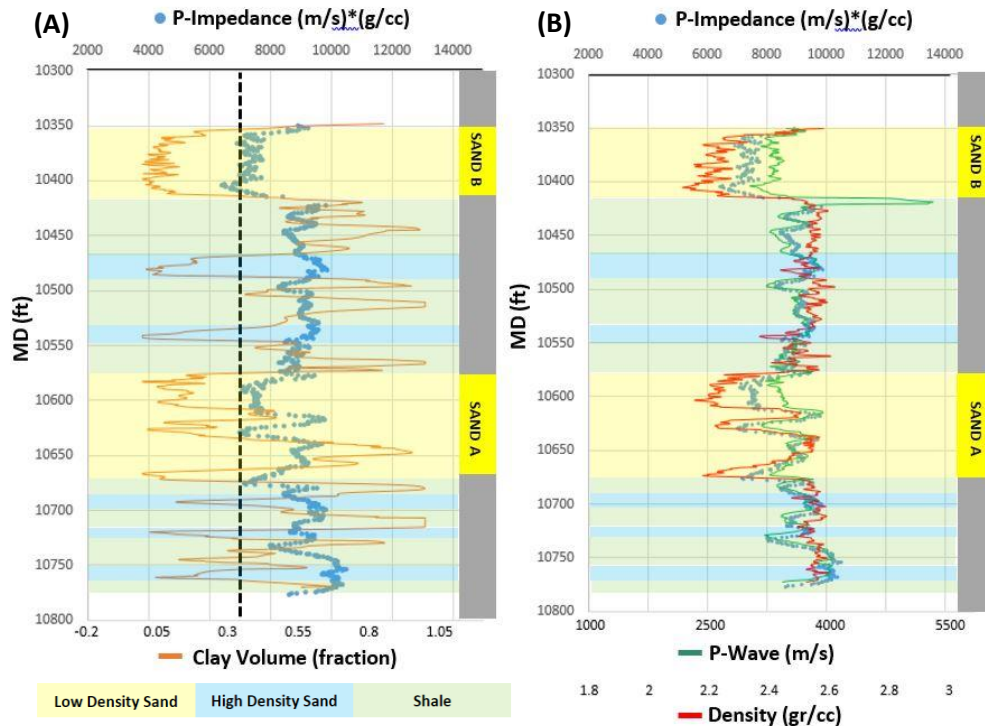 (A)
P-Impedance (m/s)*(g/cc)
2000 4000 6000 8000 10000 12000 14000
10300
10350
10400
10450
10500
10550
10600
10650
10700
10750
10800
MD (ft)
SAND B
SAND A
-0.2 0.05 0.3 0.55 0.8 1.05
Clay Volume (fraction)
Low Density Sand High Density Sand Shale
(B)
P-Impedance (m/s)*(g/cc)
2000 4000 6000 8000 10000 12000 14000
10300
10350
10400
10450
10500
10550
10600
10650
10700
10750
10800
MD (ft)
SAND B
SAND A
1000 2500 4000 5500
P-Wave (m/s)
1.8 2 2.2 2.4 2.6 2.8 3
Density (gr/cc)